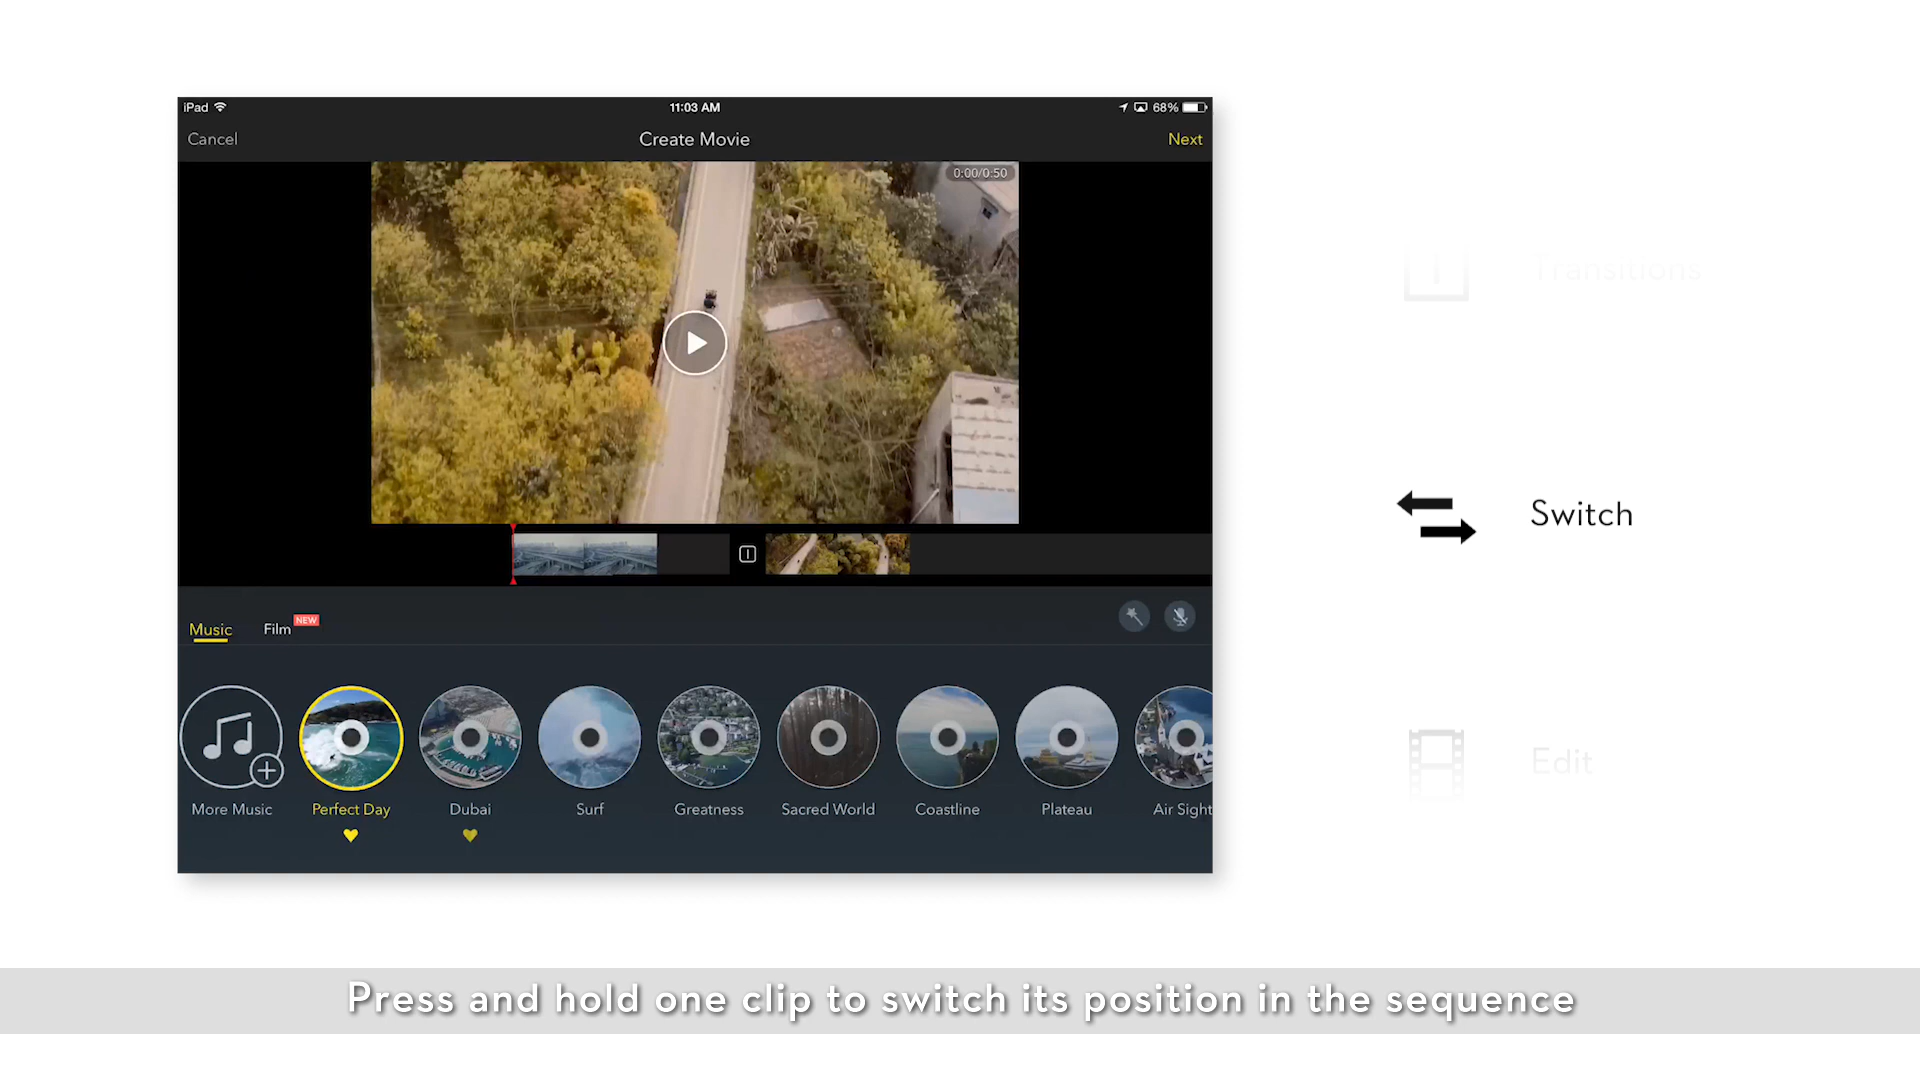 iPad
11:03 AM
68%
Cancel
Create Movie
Next
0:00/0:50
Transitions
Switch
Music
Film
NEW
Edit
More Music
Perfect Day
Dubai
Surf
Greatness
Sacred World
Coastline
Plateau
Air Sight
Press and hold one clip to switch its position in the sequence